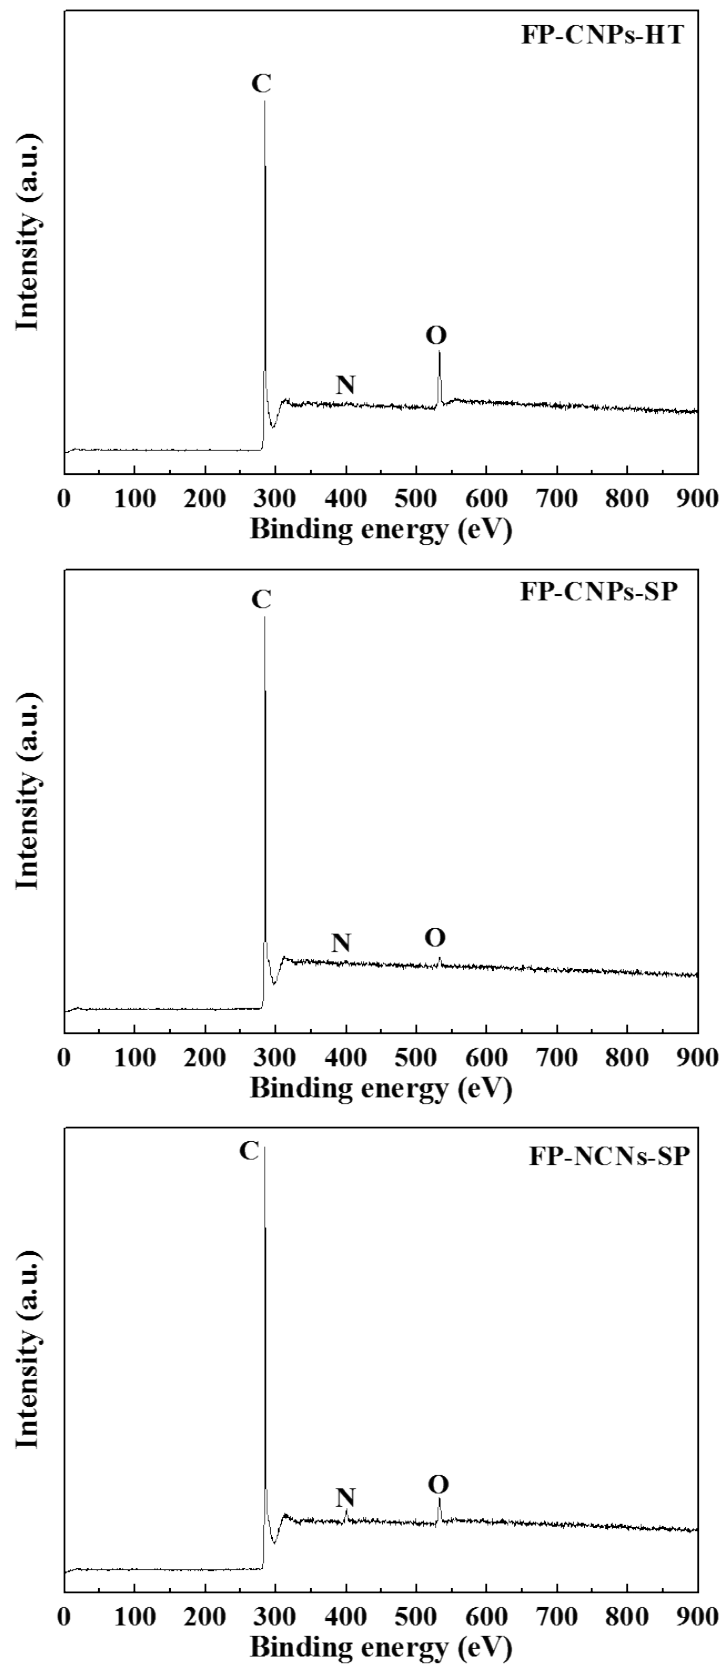 FP-CNPs-HT
C
O
N
Intensity (a.u.)
0 100 200 300 400 500 600 700 800 900
Binding energy (eV)
FP-CNPs-SP
C
N O
Intensity (a.u.)
0 100 200 300 400 500 600 700 800 900
Binding energy (eV)
FP-NCNs-SP
C
N O
Intensity (a.u.)
0 100 200 300 400 500 600 700 800 900
Binding energy (eV)